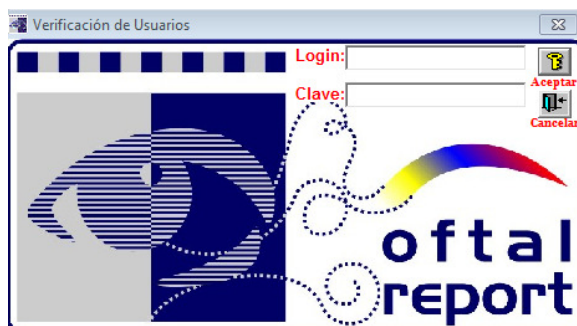 Verificación de Usuarios
Login:
Aceptar
Clave:
Cancelar
oftal
report